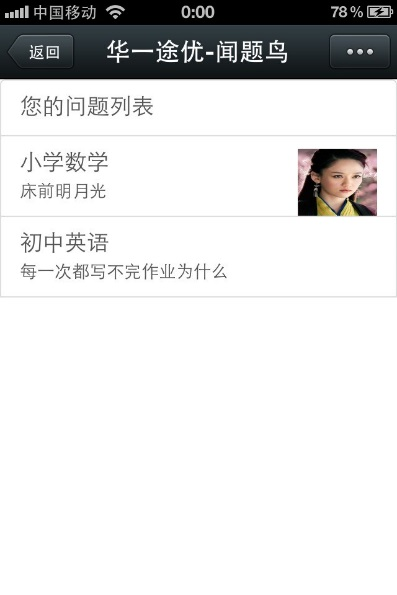 中国移动 0:00 78%
返回 华一途优-闻题鸟
您的问题列表
小学数学
床前明月光
初中英语
每一次都写不完作业为什么